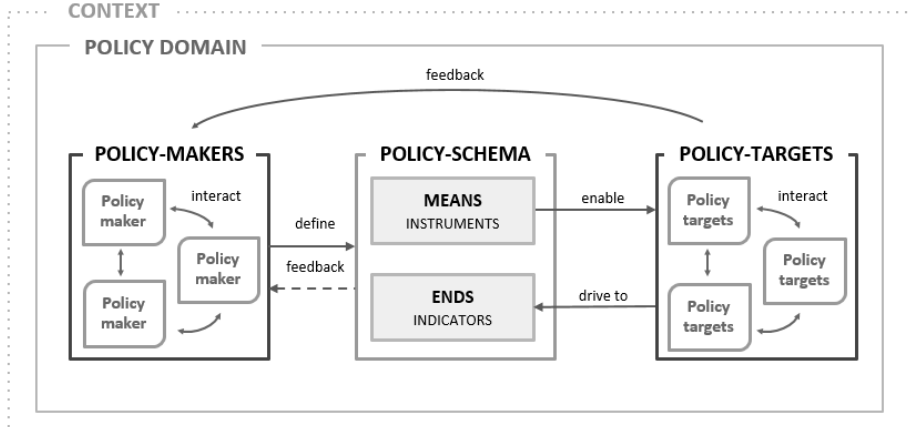 CONTEXT
POLICY DOMAIN
feedback
POLICY-MAKERS
Policy
maker
interact
Policy
maker
Policy
maker
define
feedback
POLICY-SCHEMA
MEANS
INSTRUMENTS
ENDS
INDICATORS
enable
drive to
POLICY-TARGETS
Policy
targets
interact
Policy
targets
Policy
targets